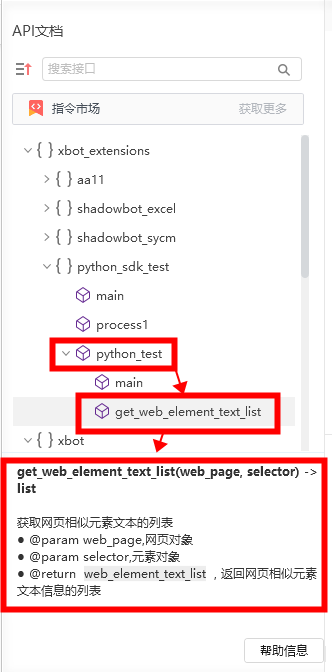 API文档
搜索接口
指令市场 获取更多
{ } xbot_extensions
{ } aa11
{ } shadowbot_excel
{ } shadowbot_sycm
{ } python_sdk_test
main
process1
python_test
main
get_web_element_text_list
{ } xbot
get_web_element_text_list(web_page, selector) ->
list
获取网页相似元素文本的列表
● @param web_page,网页对象
● @param selector,元素对象
● @return web_element_text_list , 返回网页相似元
素文本信息的列表
帮助信息